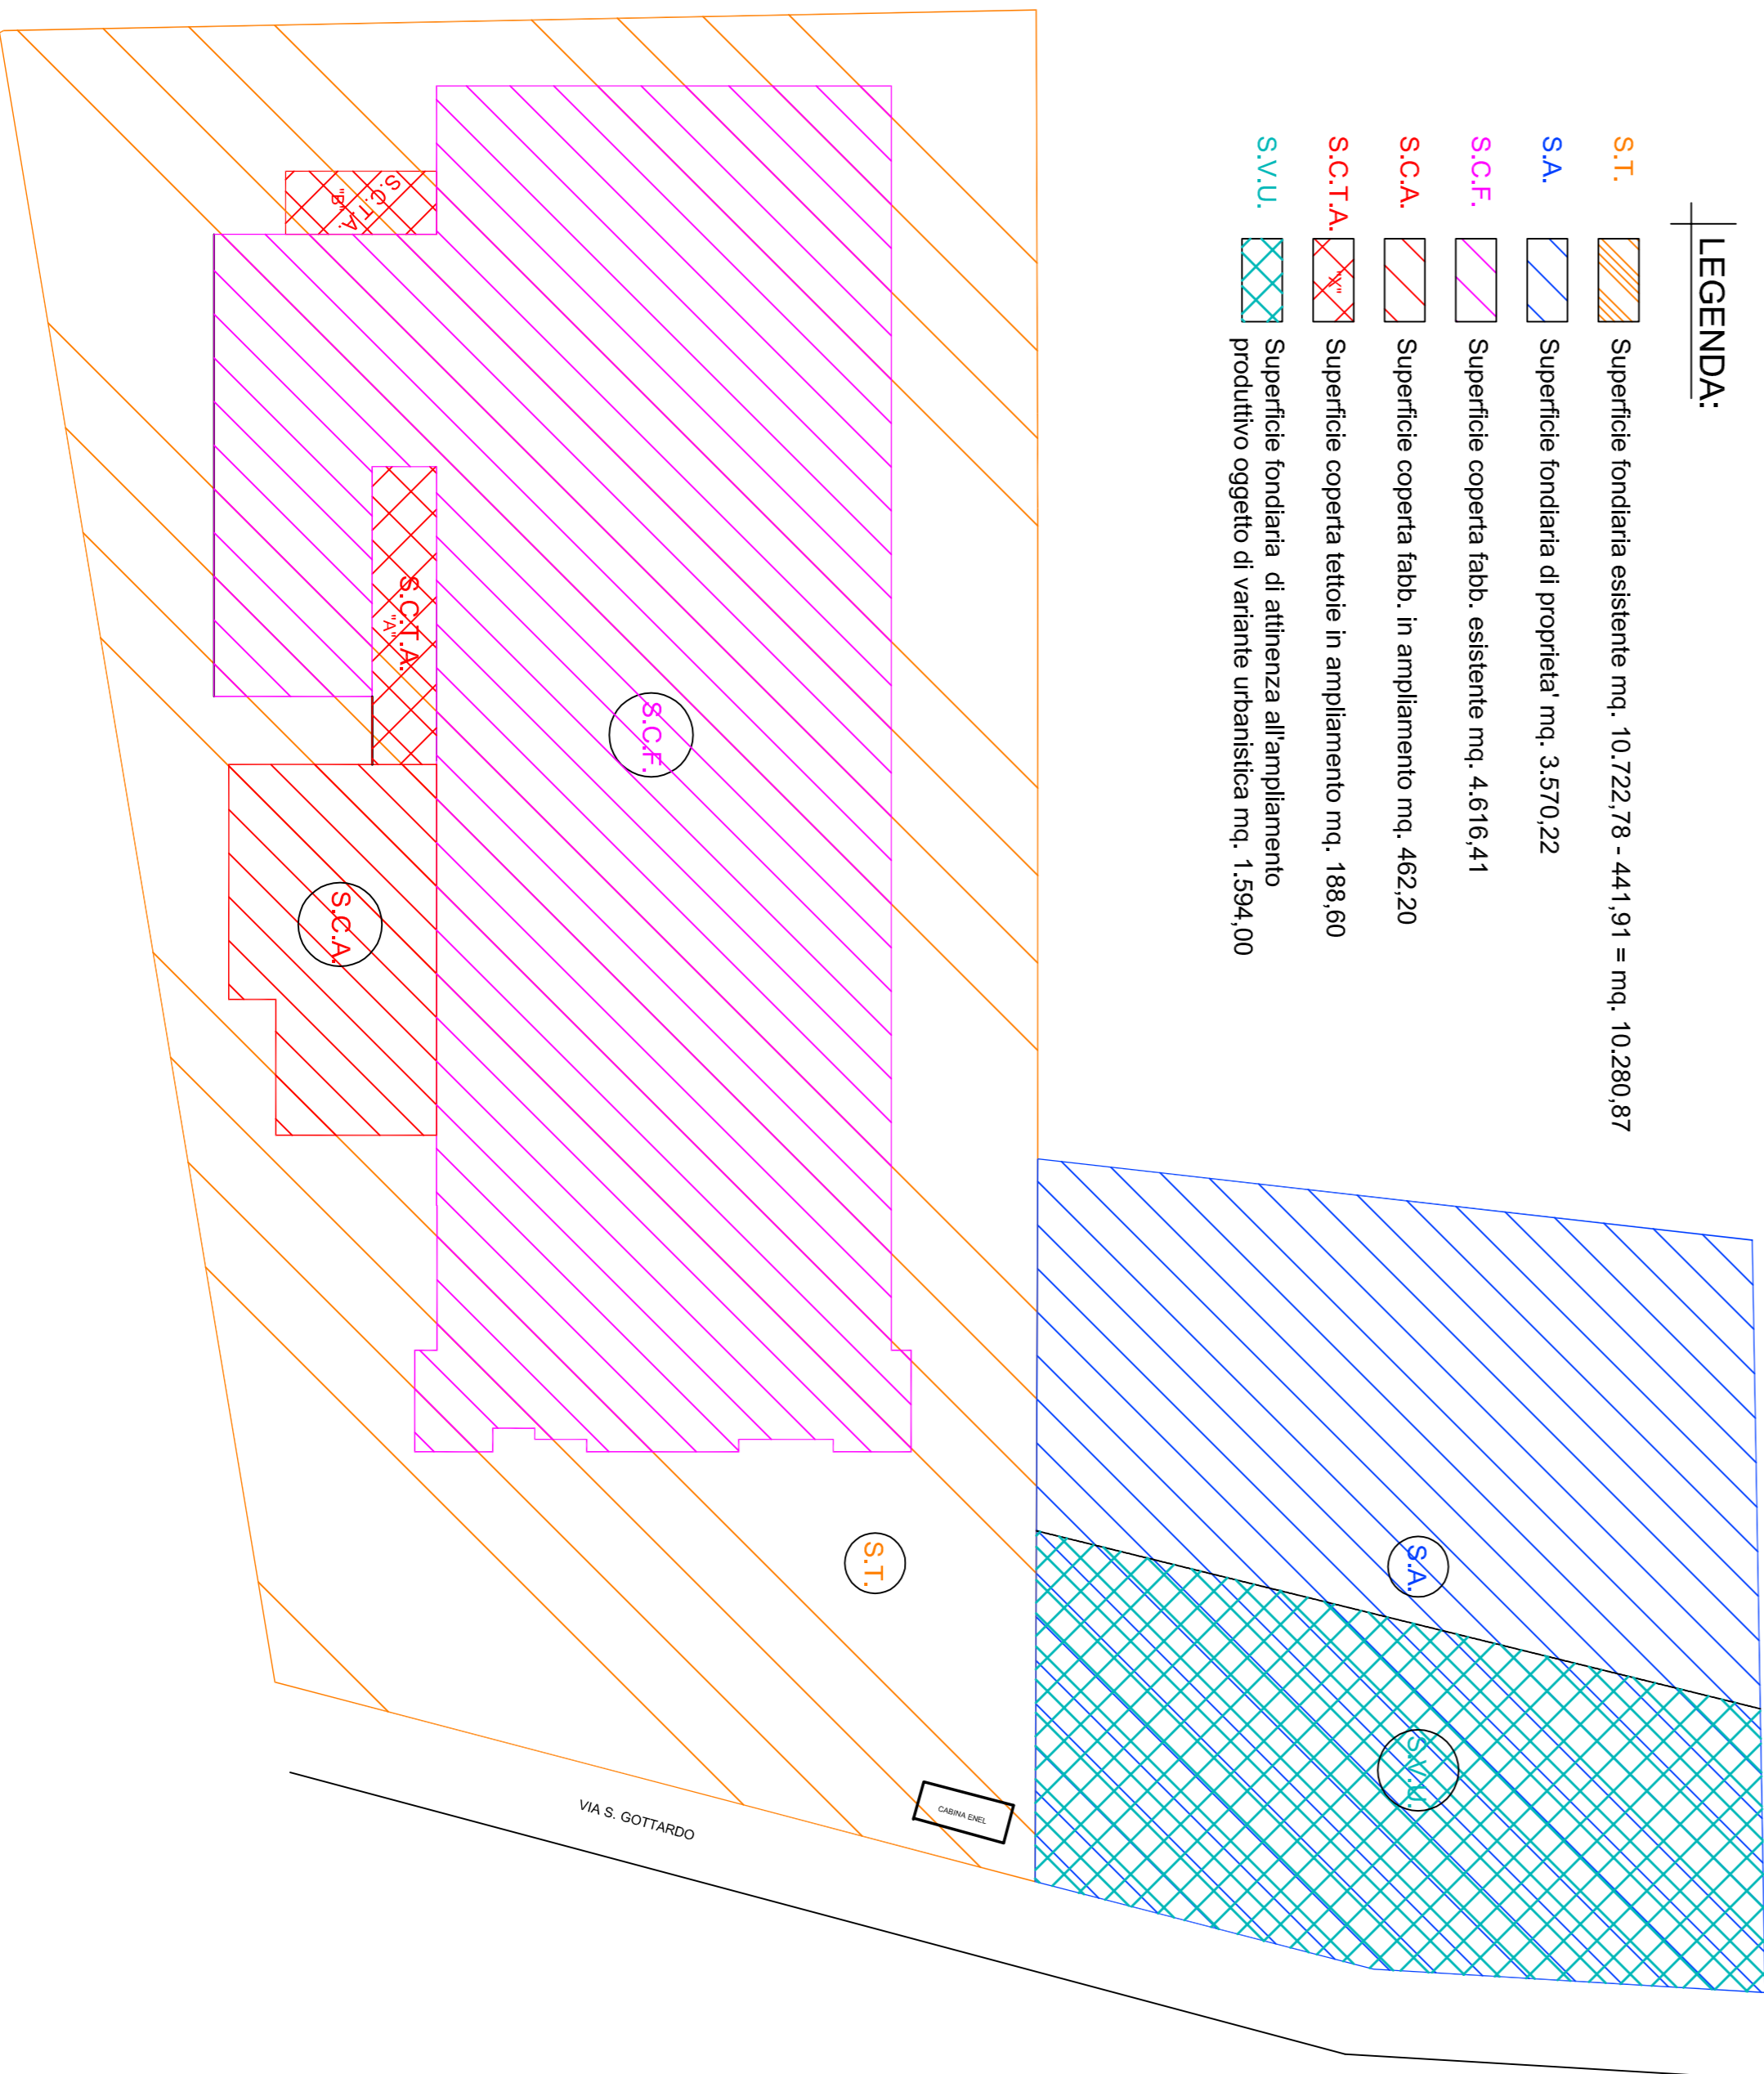 LEGENDA:
S.T. Superficie fondiaria esistente mq. 10.722,78 - 441,91 = mq. 10.280,87
S.A. Superficie fondiaria di proprieta' mq. 3.570,22
S.C.F. Superficie coperta fabb. esistente mq. 4.616,41
S.C.A. Superficie coperta fabb. in ampliamento mq. 462,20
S.C.T.A. "X" Superficie coperta tettoie in ampliamento mq. 188,60
S.V.U. Superficie fondiaria di attinenza all'ampliamento
produttivo oggetto di variante urbanistica mq. 1.594,00
S.C.T.A.
"B"
S.C.T.A.
"A"
S.C.F.
S.C.A.
S.T.
S.A.
S.V.U.
CABINA ENEL
VIA S. GOTTARDO